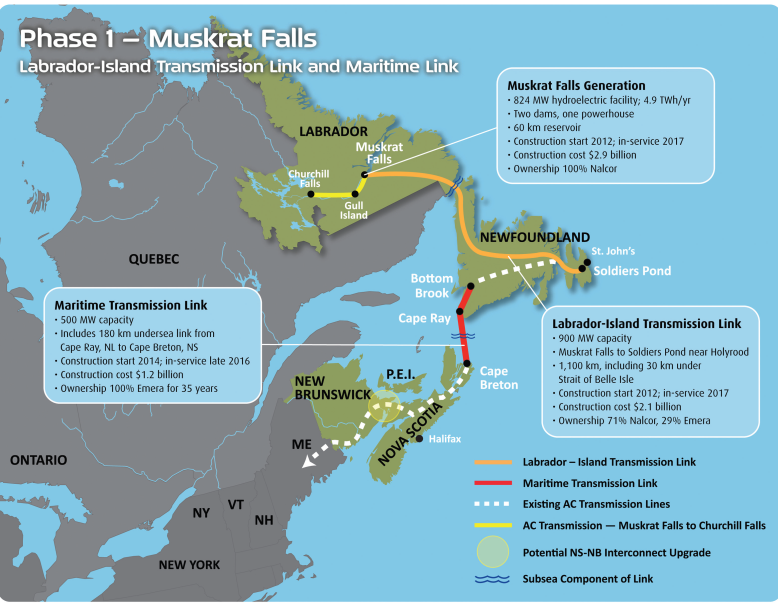 Phase 1 – Muskrat Falls
Labrador-Island Transmission Link and Maritime Link
Muskrat Falls Generation
• 824 MW hydroelectric facility; 4.9 TWh/yr
• Two dams, one powerhouse
• 60 km reservoir
• Construction start 2012; in-service 2017
• Construction cost $2.9 billion
• Ownership 100% Nalcor
LABRADOR
Muskrat
Falls
Churchill
Falls
Gull
Island
QUEBEC
NEWFOUNDLAND
St. John's
Soldiers Pond
Bottom
Brook
Cape Ray
Maritime Transmission Link
• 500 MW capacity
• Includes 180 km undersea link from
Cape Ray, NL to Cape Breton, NS
• Construction start 2014; in-service late 2016
• Construction cost $1.2 billion
• Ownership 100% Emera for 35 years
Labrador-Island Transmission Link
• 900 MW capacity
• Muskrat Falls to Soldiers Pond near Holyrood
• 1,100 km, including 30 km under
Strait of Belle Isle
• Construction start 2012; in-service 2017
• Construction cost $2.1 billion
• Ownership 71% Nalcor, 29% Emera
Cape
Breton
P.E.I.
NEW
BRUNSWICK
NOVA SCOTIA
Halifax
ME
ONTARIO
NY
VT
NH
NEW YORK
Labrador – Island Transmission Link
Maritime Transmission Link
Existing AC Transmission Lines
AC Transmission — Muskrat Falls to Churchill Falls
Potential NS-NB Interconnect Upgrade
Subsea Component of Link